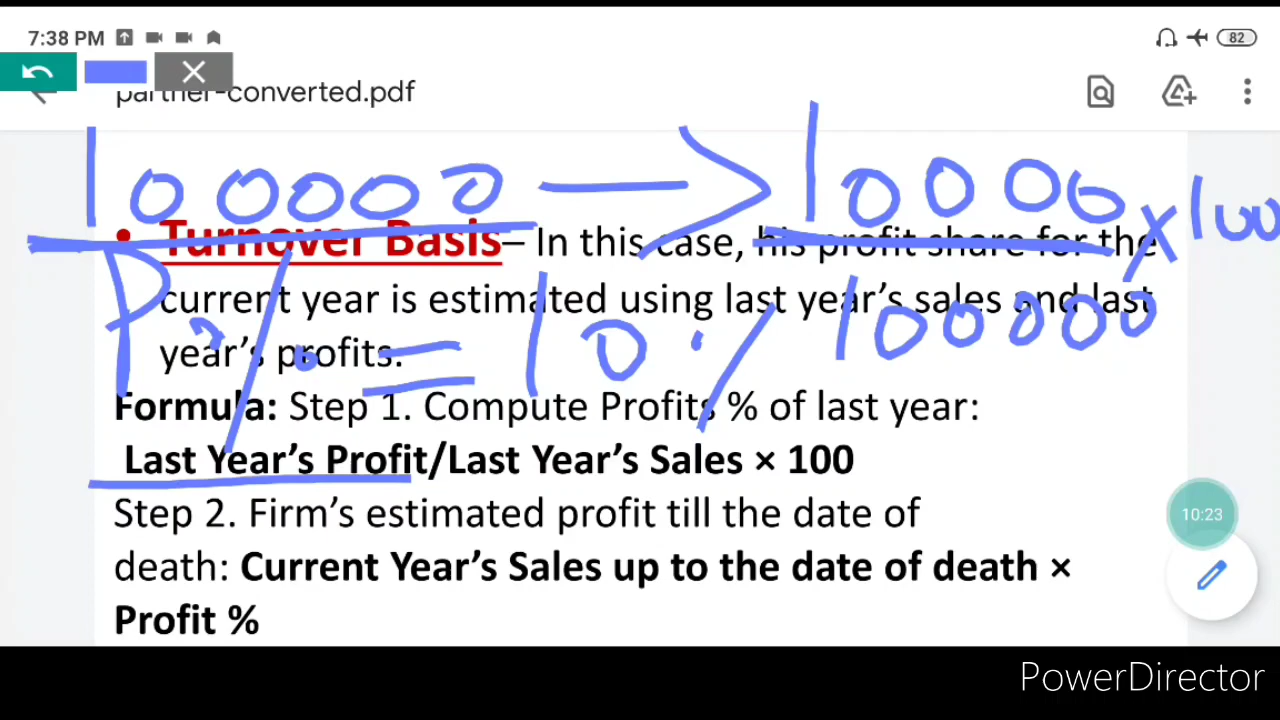 7:38 PM
82
partner-converted.pdf
100000 → 10000 × 100
• Turnover Basis– In this case, his profit share for the
current year is estimated using last year's sales and last
year's profits.
P% = 10% 100000
Formula: Step 1. Compute Profits % of last year:
Last Year's Profit/Last Year's Sales × 100
Step 2. Firm's estimated profit till the date of
10:23
death: Current Year's Sales up to the date of death ×
Profit %
PowerDirector